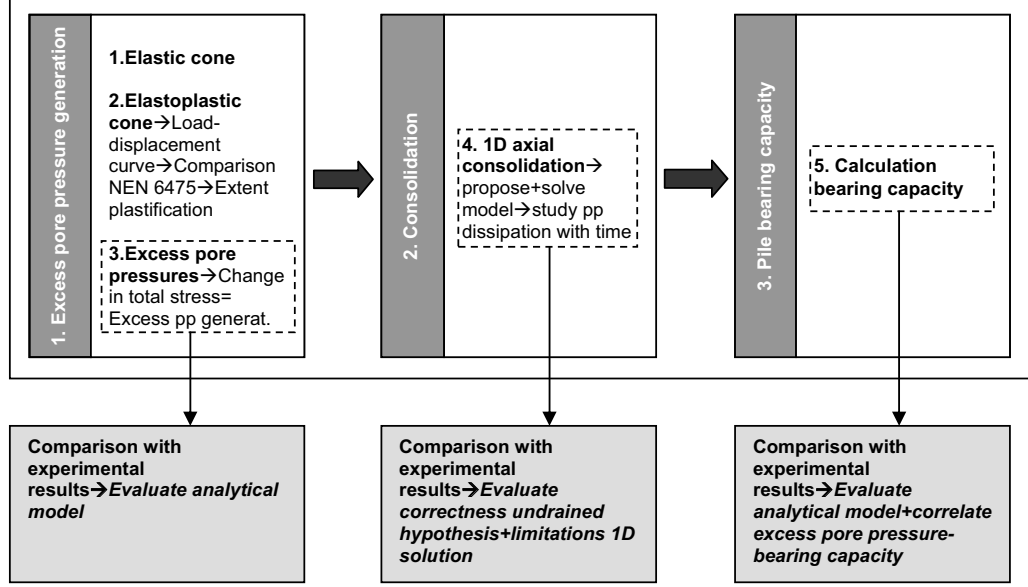 1. Excess pore pressure generation
1.Elastic cone
2.Elastoplastic
cone→Load-
displacement
curve→Comparison
NEN 6475→Extent
plastification
3.Excess pore
pressures→Change
in total stress=
Excess pp generat.
2. Consolidation
4. 1D axial
consolidation→
propose+solve
model→study pp
dissipation with time
3. Pile bearing capacity
5. Calculation
bearing capacity
Comparison with
experimental
results→Evaluate analytical
model
Comparison with
experimental
results→Evaluate
correctness undrained
hypothesis+limitations 1D
solution
Comparison with
experimental
results→Evaluate
analytical model+correlate
excess pore pressure-
bearing capacity